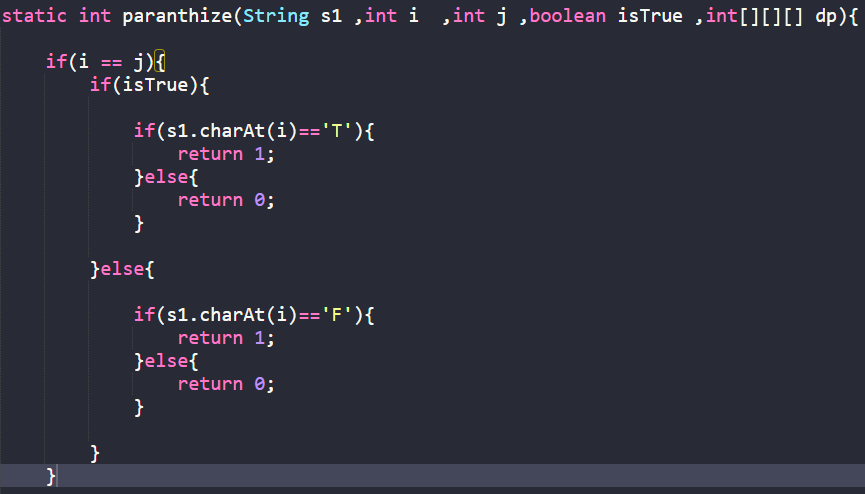 static int paranthize(String s1 ,int i  ,int j ,boolean isTrue ,int[][][] dp){
    if(i == j){
        if(isTrue){
            if(s1.charAt(i)=='T'){
                return 1;
            }else{
                return 0;
            }
        }else{
            if(s1.charAt(i)=='F'){
                return 1;
            }else{
                return 0;
            }
        }
    }